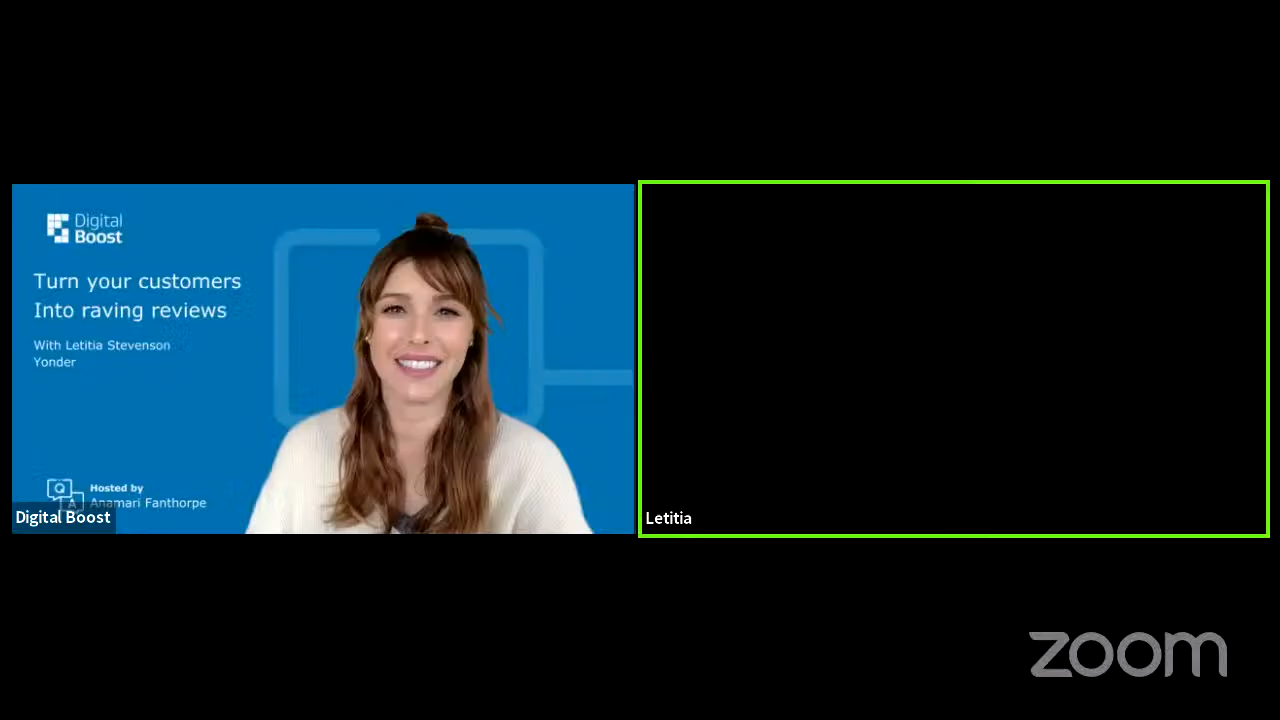 Digital
Boost
Turn your customers
Into raving reviews
With Letitia Stevenson
Yonder
Q
A
Hosted by
Anamari Fanthorpe
Digital Boost
Letitia
zoom